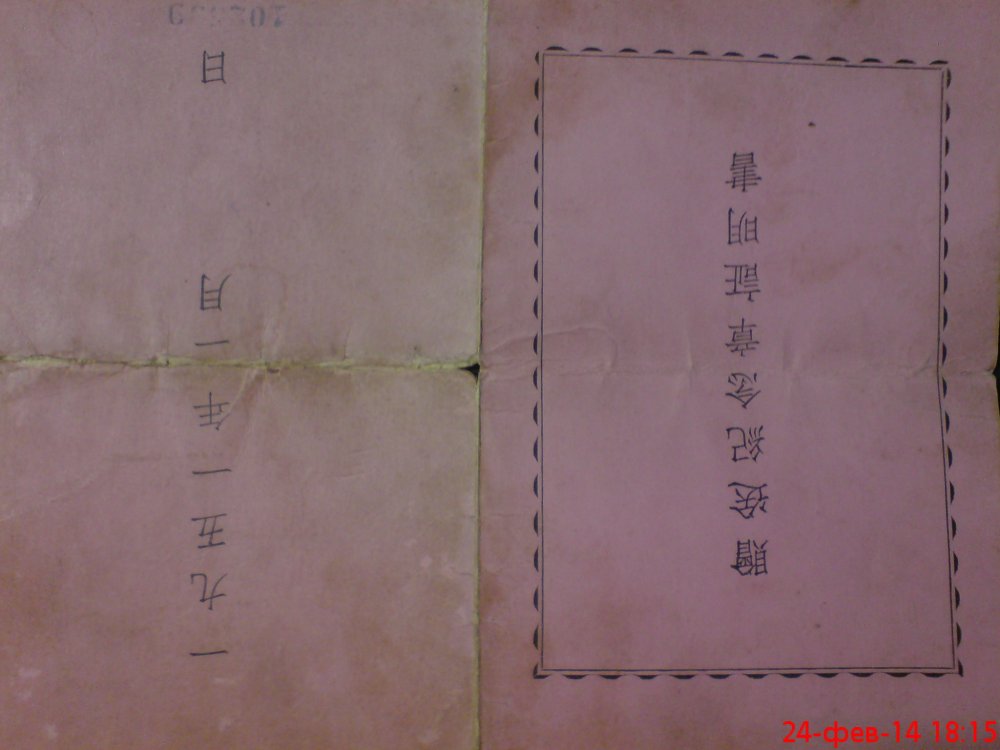 贈送紀念章証明書
一九五一年一月　日
24-фев-14 18:15